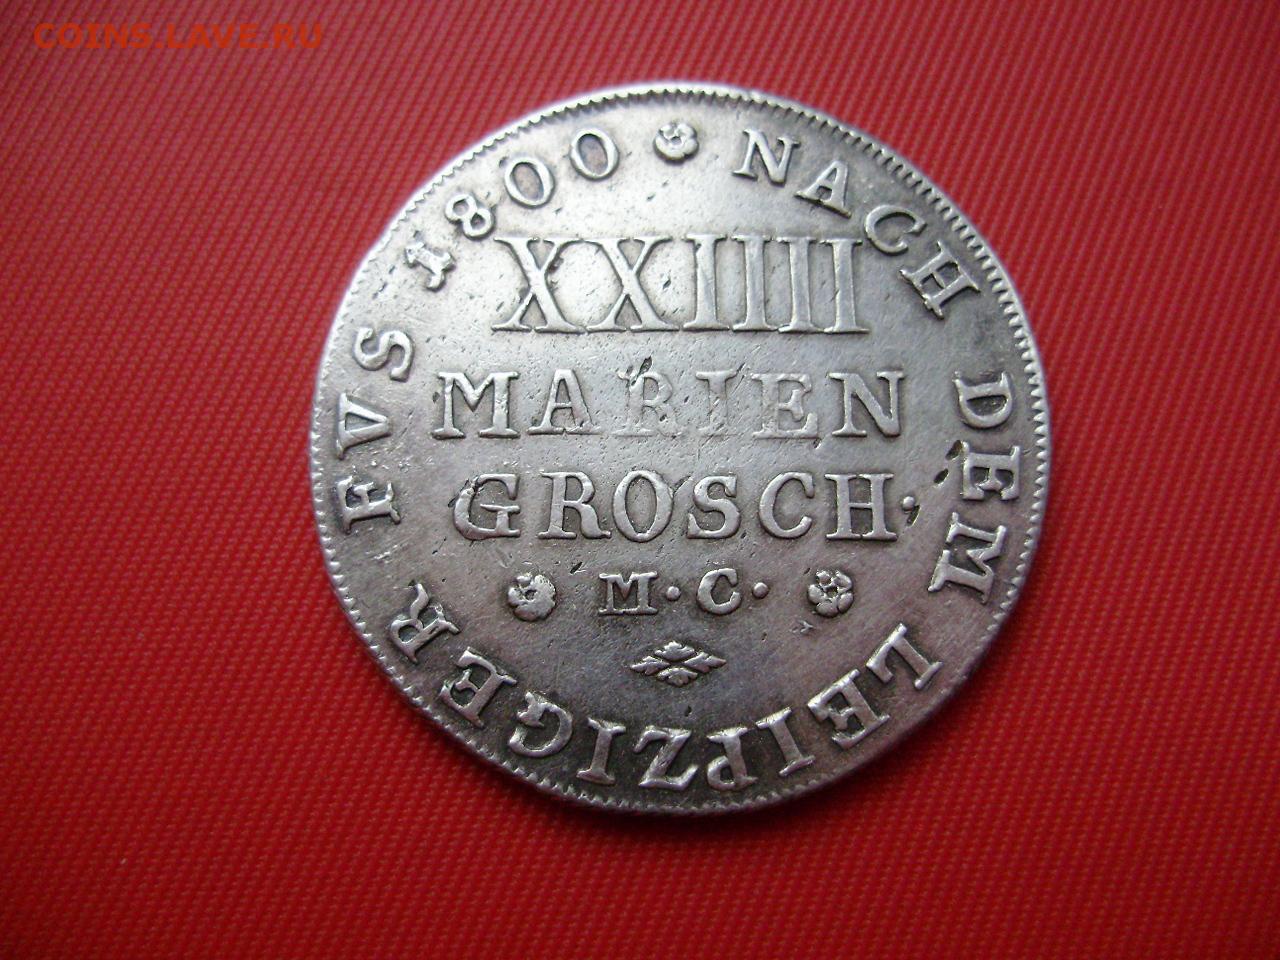 COINS.LAVE.RU
NACH DEM LEIPZIGER FVS 1800
XXIIII
MARIEN
GROSCH.
M.C.